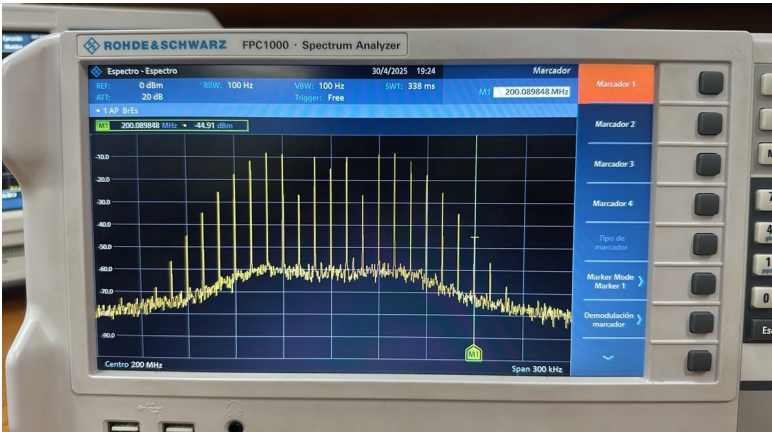 ROHDE&SCHWARZ FPC1000 · Spectrum Analyzer
Espectro - Espectro 30/4/2025 19:24 Marcador
REF: 0 dBm RBW: 100 Hz VBW: 100 Hz SWT: 338 ms
ATT: 20 dB Trigger: Free M1 200.089848 MHz
1 AP BrEs
M1 200.089848 MHz -44.91 dBm
-10.0
-20.0
-30.0
-40.0
-50.0
-60.0
-70.0
-80.0
-90.0
M1
Centro 200 MHz Span 300 kHz
Marcador 1
Marcador 2
Marcador 3
Marcador 4
Tipo de
marcador
Marker Mode
Marker 1
Demodulación
marcador